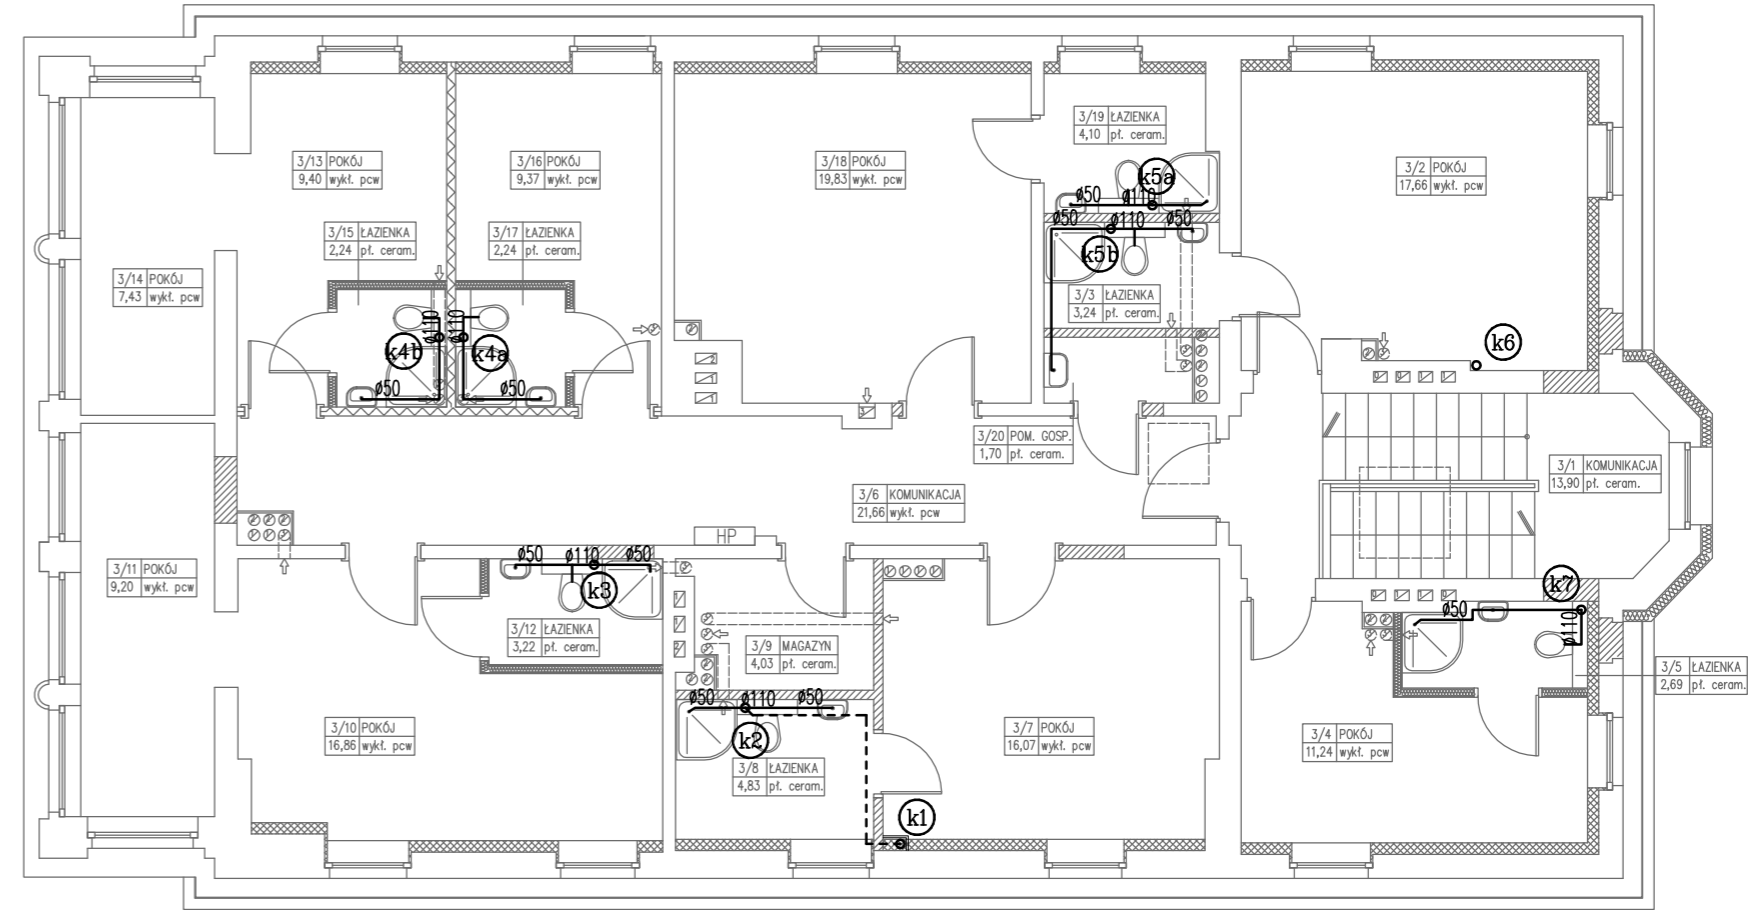 3/19 ŁAZIENKA
4,10 pł. ceram.
3/13 POKÓJ
9,40 wykł. pcw
3/16 POKÓJ
9,37 wykł. pcw
3/18 POKÓJ
19,83 wykł. pcw
3/2 POKÓJ
17,66 wykł. pcw
k5a
ø50
ø110
ø50
ø110
ø50
k5b
3/15 ŁAZIENKA
2,24 pł. ceram.
3/17 ŁAZIENKA
2,24 pł. ceram.
3/14 POKÓJ
7,43 wykł. pcw
3/3 ŁAZIENKA
3,24 pł. ceram.
ø110
ø110
k4b
k4a
k6
ø50
ø50
3/20 POM. GOSP.
1,70 pł. ceram.
3/1 KOMUNIKACJA
13,90 pł. ceram.
3/6 KOMUNIKACJA
21,66 wykł. pcw
HP
ø50
ø110
ø50
k3
3/11 POKÓJ
9,20 wykł. pcw
k7
ø50
ø110
3/12 ŁAZIENKA
3,22 pł. ceram.
3/9 MAGAZYN
4,03 pł. ceram.
3/5 ŁAZIENKA
2,69 pł. ceram.
ø50
ø110
ø50
k2
3/10 POKÓJ
16,86 wykł. pcw
3/7 POKÓJ
16,07 wykł. pcw
3/4 POKÓJ
11,24 wykł. pcw
3/8 ŁAZIENKA
4,83 pł. ceram.
k1